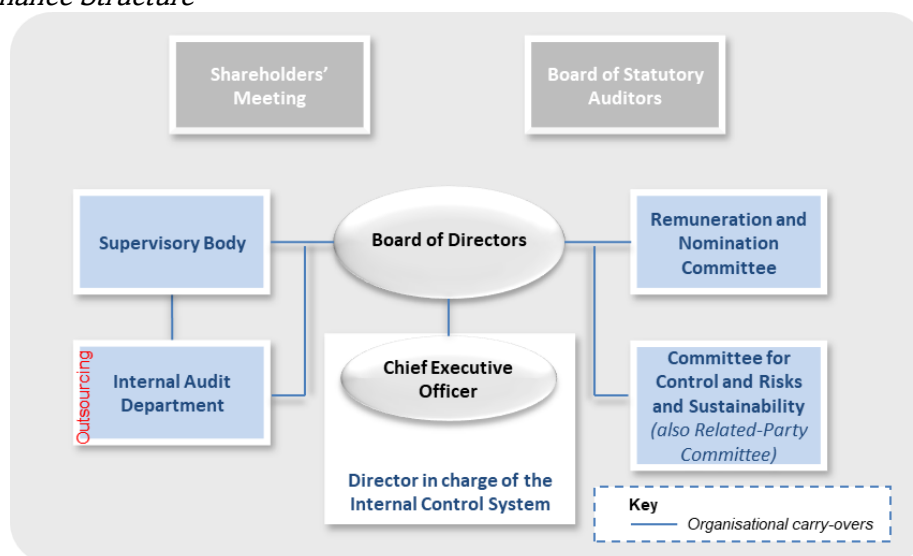 nance Structure
Shareholders'
Meeting
Board of Statutory
Auditors
Supervisory Body
Board of Directors
Remuneration and
Nomination
Committee
Outsourcing
Internal Audit
Department
Chief Executive
Officer
Committee for
Control and Risks
and Sustainability
(also Related-Party
Committee)
Director in charge of the
Internal Control System
Key
Organisational carry-overs